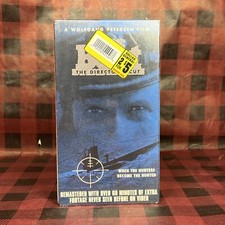 A WOLFGANG PETERSEN FILM
THE DIRECTOR'S CUT
WHEN THE HUNTERS
BECOME THE HUNTED
REMASTERED WITH OVER 60 MINUTES OF EXTRA
FOOTAGE NEVER SEEN BEFORE ON VIDEO